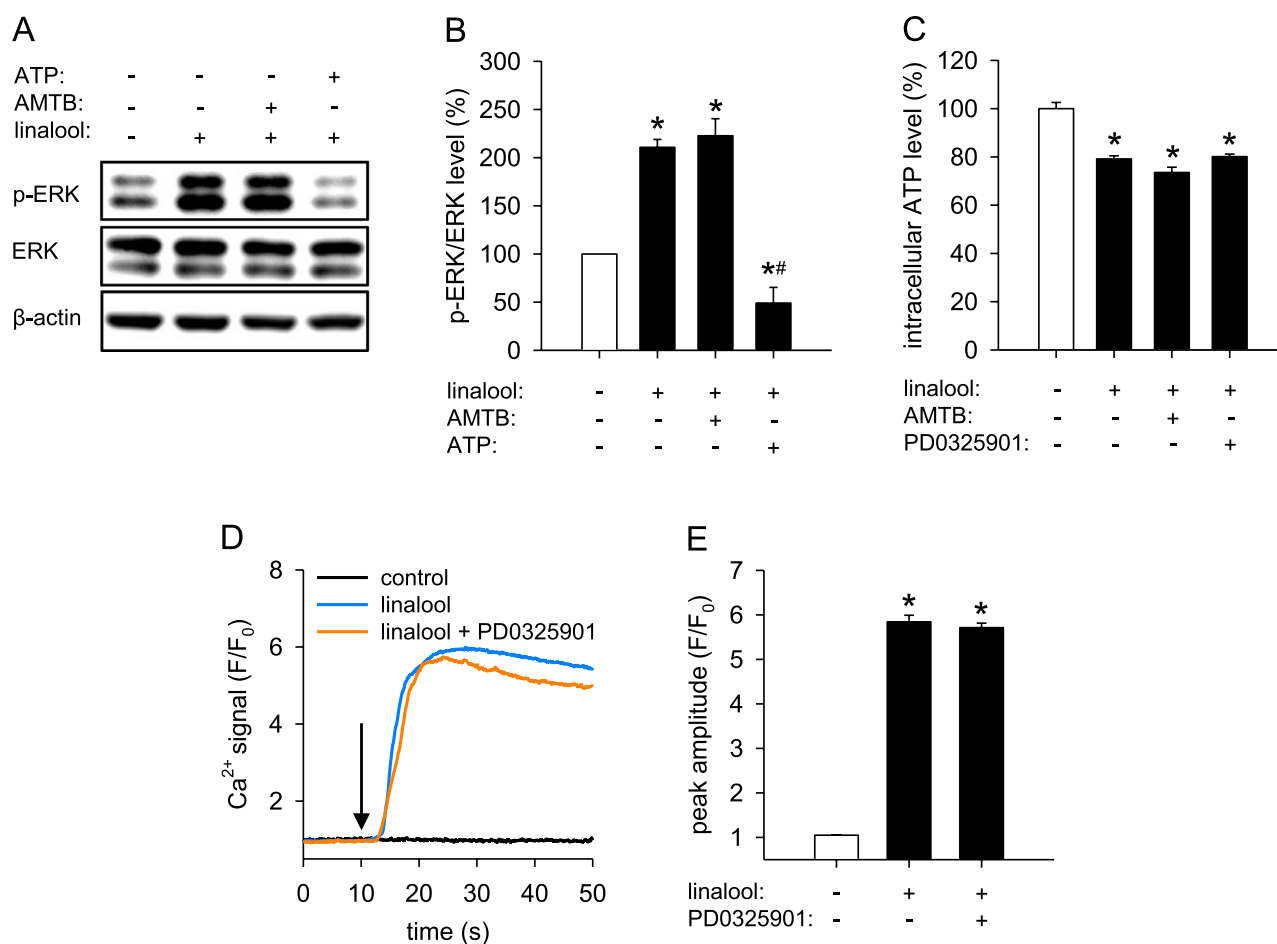 A
ATP: - - - +
AMTB: - - + -
linalool: - + + +
p-ERK
ERK
β-actin
B
p-ERK/ERK level (%)
300
250
200
150
100
50
0
*
*
*#
linalool: - + + +
AMTB: - - + -
ATP: - - - +
C
intracellular ATP level (%)
120
100
80
60
40
20
0
*
*
*
linalool: - + + +
AMTB: - - + -
PD0325901: - - - +
D
Ca²⁺ signal (F/F₀)
8
6
4
2
control
linalool
linalool + PD0325901
0 10 20 30 40 50
time (s)
E
peak amplitude (F/F₀)
7
6
5
4
3
2
1
*
*
linalool: - + +
PD0325901: - - +